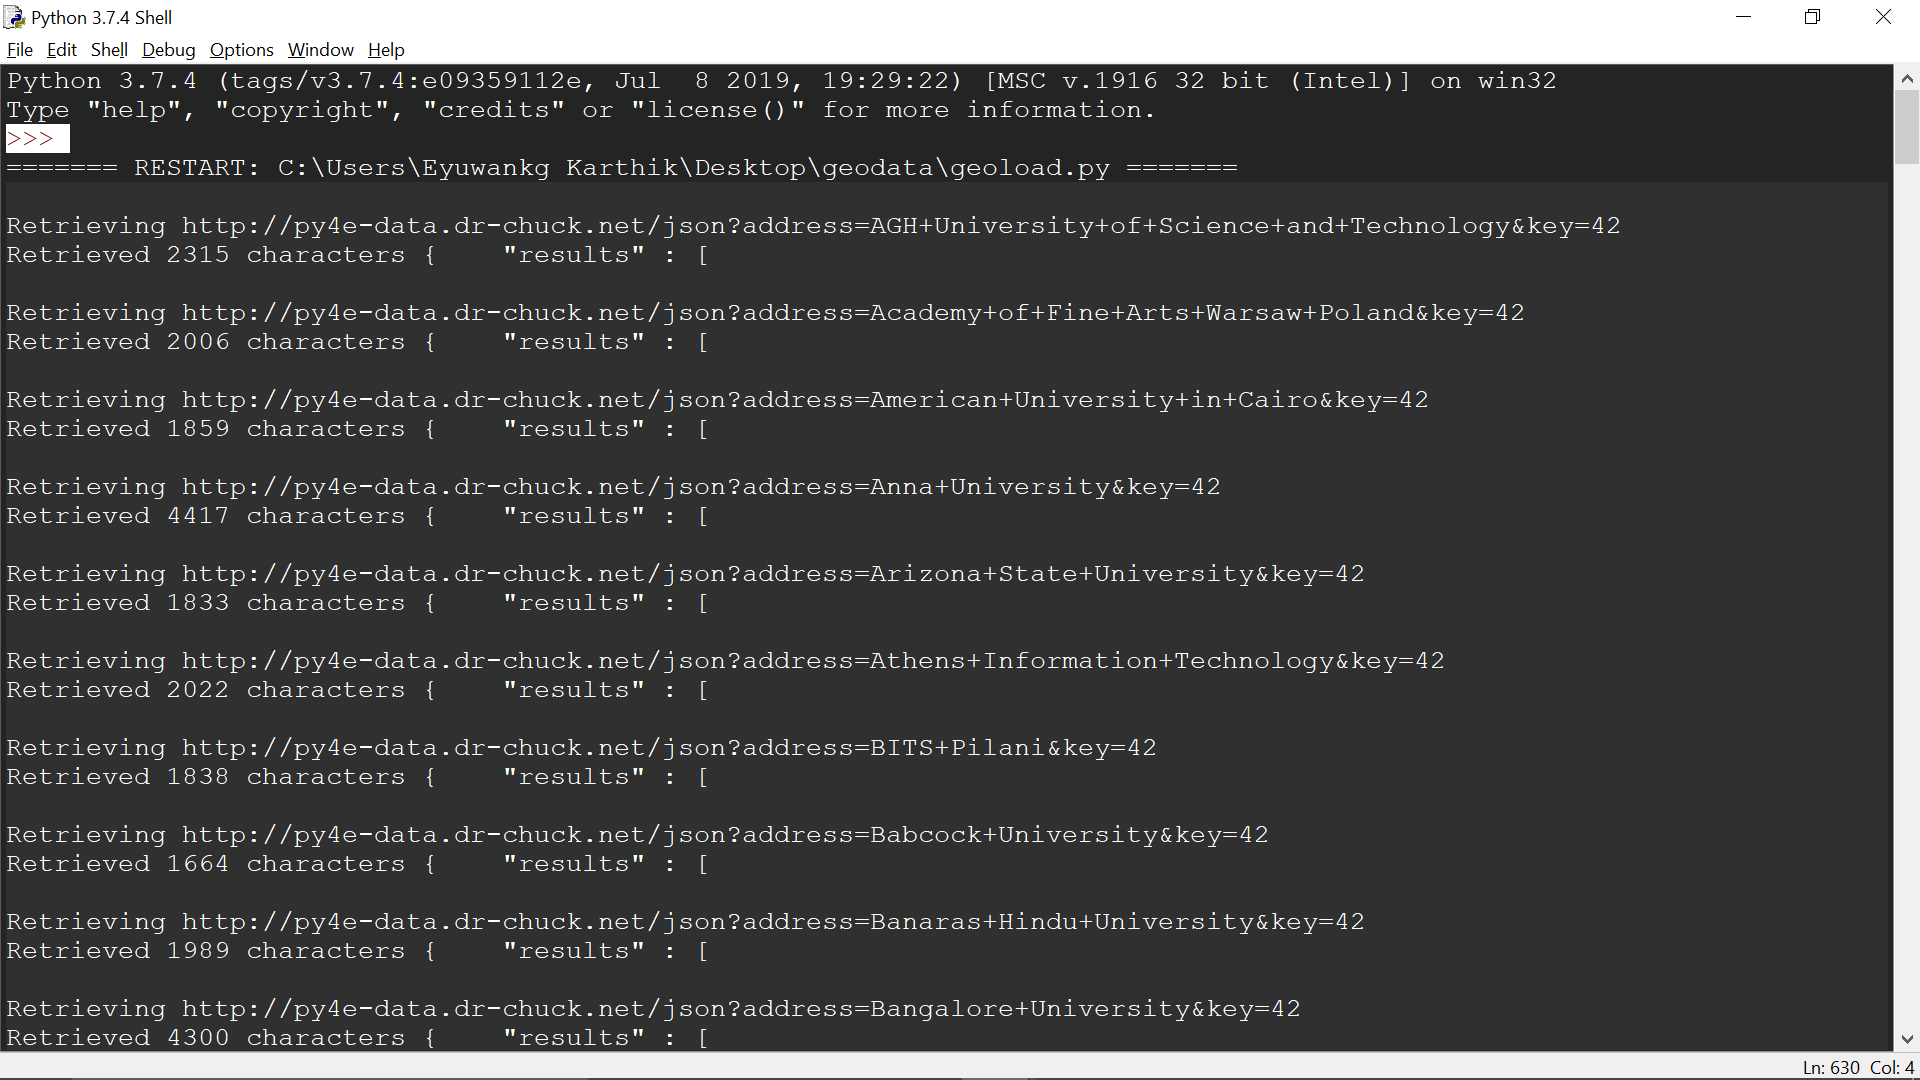 Python 3.7.4 Shell
File Edit Shell Debug Options Window Help
Python 3.7.4 (tags/v3.7.4:e09359112e, Jul  8 2019, 19:29:22) [MSC v.1916 32 bit (Intel)] on win32
Type "help", "copyright", "credits" or "license()" for more information.
>>>
======= RESTART: C:\Users\Eyuwankg Karthik\Desktop\geodata\geoload.py =======
Retrieving http://py4e-data.dr-chuck.net/json?address=AGH+University+of+Science+and+Technology&key=42
Retrieved 2315 characters {    "results" : [
Retrieving http://py4e-data.dr-chuck.net/json?address=Academy+of+Fine+Arts+Warsaw+Poland&key=42
Retrieved 2006 characters {    "results" : [
Retrieving http://py4e-data.dr-chuck.net/json?address=American+University+in+Cairo&key=42
Retrieved 1859 characters {    "results" : [
Retrieving http://py4e-data.dr-chuck.net/json?address=Anna+University&key=42
Retrieved 4417 characters {    "results" : [
Retrieving http://py4e-data.dr-chuck.net/json?address=Arizona+State+University&key=42
Retrieved 1833 characters {    "results" : [
Retrieving http://py4e-data.dr-chuck.net/json?address=Athens+Information+Technology&key=42
Retrieved 2022 characters {    "results" : [
Retrieving http://py4e-data.dr-chuck.net/json?address=BITS+Pilani&key=42
Retrieved 1838 characters {    "results" : [
Retrieving http://py4e-data.dr-chuck.net/json?address=Babcock+University&key=42
Retrieved 1664 characters {    "results" : [
Retrieving http://py4e-data.dr-chuck.net/json?address=Banaras+Hindu+University&key=42
Retrieved 1989 characters {    "results" : [
Retrieving http://py4e-data.dr-chuck.net/json?address=Bangalore+University&key=42
Retrieved 4300 characters {    "results" : [
Ln: 630 Col: 4